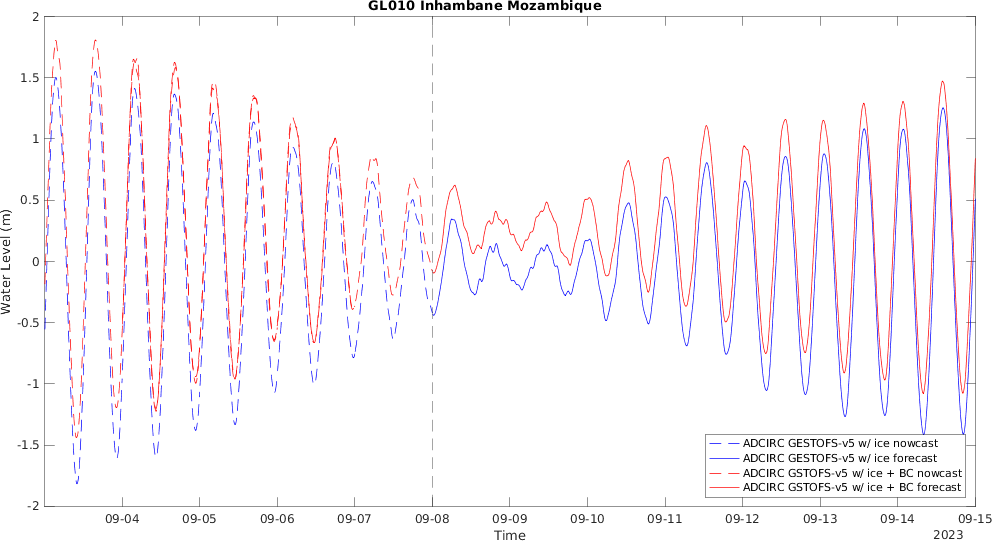 GL010 Inhambane Mozambique
2
1.5
1
0.5
0
-0.5
-1
-1.5
-2
Water Level (m)
ADCIRC GESTOFS-v5 w/ ice nowcast
ADCIRC GESTOFS-v5 w/ ice forecast
ADCIRC GSTOFS-v5 w/ ice + BC nowcast
ADCIRC GSTOFS-v5 w/ ice + BC forecast
09-04 09-05 09-06 09-07 09-08 09-09 09-10 09-11 09-12 09-13 09-14 09-15
Time
2023